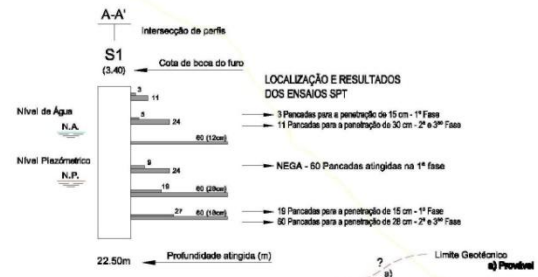 A-A'
Intersecção de perfis
S1
(3.40)
Cota de boca do furo
LOCALIZAÇÃO E RESULTADOS
DOS ENSAIOS SPT
3
11
Nível de Água
N.A.
3
24
3 Pancadas para a penetração de 15 cm - 1ª Fase
11 Pancadas para a penetração de 30 cm - 2ª e 3ªˢ Fase
60 (12cm)
Nível Piezométrico
N.P.
9
24
NEGA - 60 Pancadas atingidas na 1ª fase
19
60 (28cm)
19 Pancadas para a penetração de 15 cm - 1ª Fase
60 Pancadas para a penetração de 28 cm - 2ª e 3ªˢ Fase
27
60 (18cm)
22.50m
Profundidade atingida (m)
?
a)
Limite Geotécnico
a) Provável